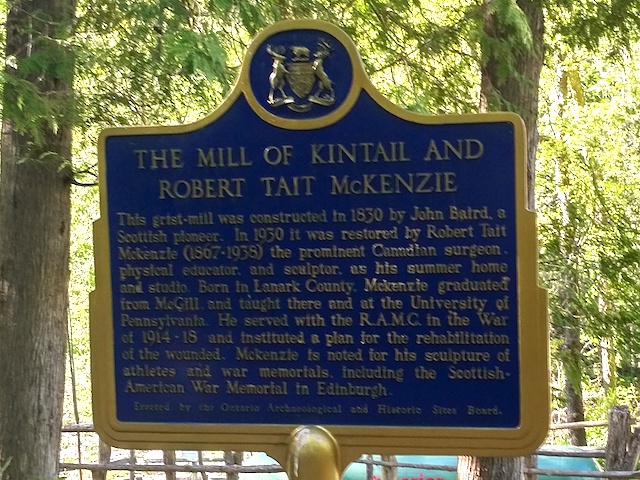 THE MILL OF KINTAIL AND
ROBERT TAIT McKENZIE
This grist-mill was constructed in 1830 by John Baird, a
Scottish pioneer. In 1930 it was restored by Robert Tait
Mckenzie (1867-1938) the prominent Canadian surgeon,
physical educator, and sculptor, as his summer home
and studio. Born in Lanark County, Mckenzie graduated
from McGill, and taught there and at the University of
Pennsylvania. He served with the R.A.M.C. in the War
of 1914-18 and instituted a plan for the rehabilitation
of the wounded. Mckenzie is noted for his sculpture of
athletes and war memorials, including the Scottish-
American War Memorial in Edinburgh.
Erected by the Ontario Archaeological and Historic Sites Board.